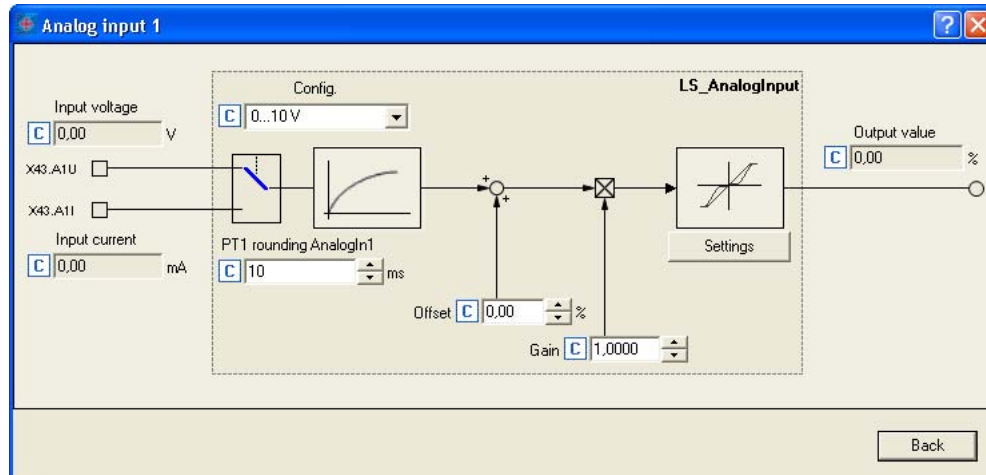 Analog input 1
LS_AnalogInput
Config.
C 0...10 V
Input voltage
C 0,00 V
X43.A1U
X43.A1I
Input current
C 0,00 mA
PT1 rounding AnalogIn1
C 10 ms
+
+
Offset C 0,00 %
Gain C 1,0000
Settings
Output value
C 0,00 %
Back